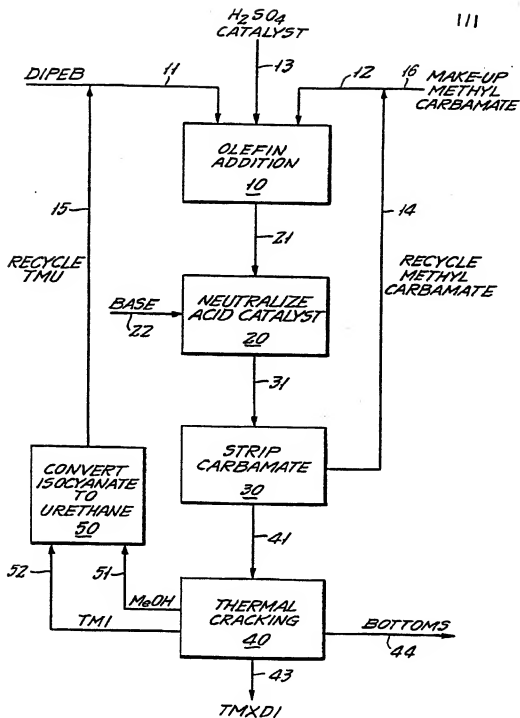 H₂SO₄
CATALYST
1/1
DIPEB
11
13
12
16
MAKE-UP
METHYL
CARBAMATE
OLEFIN
ADDITION
10
15
14
RECYCLE
TMU
21
RECYCLE
METHYL
CARBAMATE
BASE
22
NEUTRALIZE
ACID CATALYST
20
31
CONVERT
ISOCYANATE
TO
URETHANE
50
STRIP
CARBAMATE
30
41
52
51
MeOH
TMI
THERMAL
CRACKING
40
BOTTOMS
44
43
TMXDI